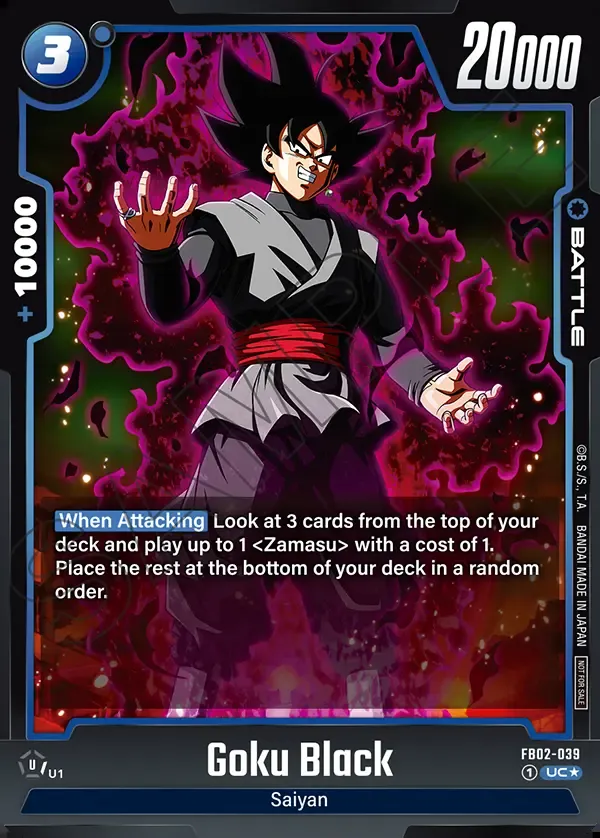 3
20000
+ 10000
BATTLE
When Attacking Look at 3 cards from the top of your
deck and play up to 1 <Zamasu> with a cost of 1.
Place the rest at the bottom of your deck in a random
order.
©B.S./S., T.A. BANDAI MADE IN JAPAN
NOT FOR SALE
Goku Black
FB02-039
U/U1
1 UC★
Saiyan